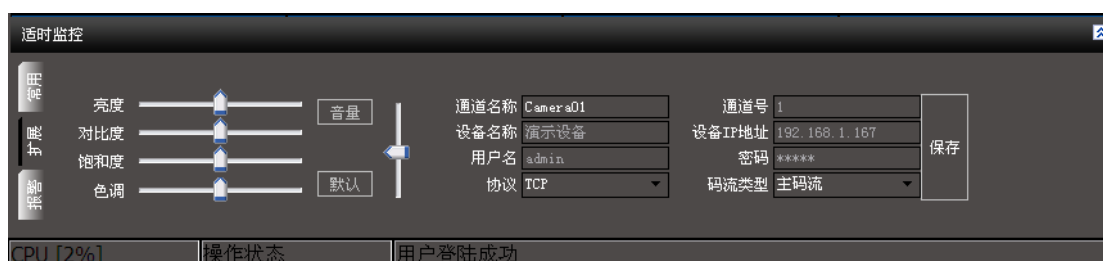 适时监控
常用
扩展
报警
亮度
对比度
饱和度
色调
音量
默认
通道名称 Camera01 通道号 1
设备名称 演示设备 设备IP地址 192.168.1.167
用户名 admin 密码 *****
协议 TCP 码流类型 主码流
保存
CPU [2%] 操作状态 用户登陆成功